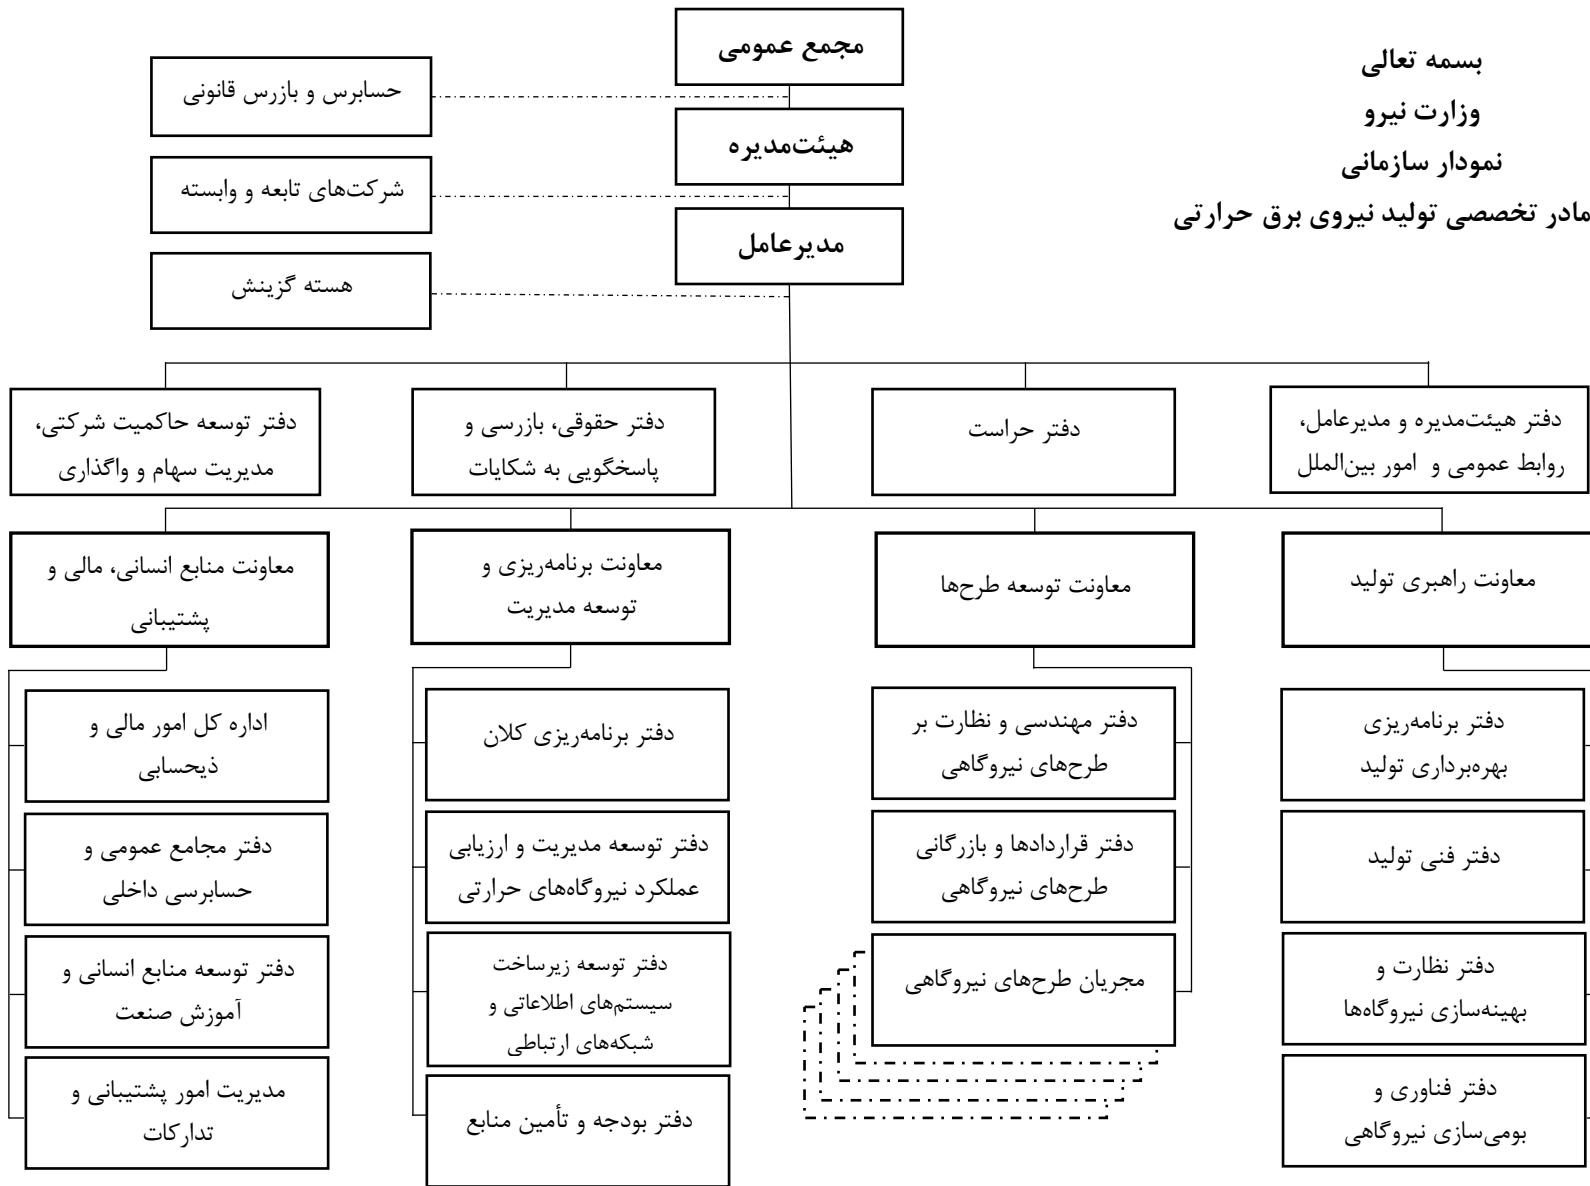 بسمه تعالی
وزارت نیرو
نمودار سازمانی
مادر تخصصی تولید نیروی برق حرارتی
مجمع عمومی
هیئت‌مدیره
مدیرعامل
حسابرس و بازرس قانونی
شرکت‌های تابعه و وابسته
هسته گزینش
دفتر هیئت‌مدیره و مدیرعامل،
روابط عمومی و امور بین‌الملل
دفتر حراست
دفتر حقوقی، بازرسی و
پاسخگویی به شکایات
دفتر توسعه حاکمیت شرکتی،
مدیریت سهام و واگذاری
معاونت راهبری تولید
دفتر برنامه‌ریزی
بهره‌برداری تولید
دفتر فنی تولید
دفتر نظارت و
بهینه‌سازی نیروگاه‌ها
دفتر فناوری و
بومی‌سازی نیروگاهی
معاونت توسعه طرح‌ها
دفتر مهندسی و نظارت بر
طرح‌های نیروگاهی
دفتر قراردادها و بازرگانی
طرح‌های نیروگاهی
مجریان طرح‌های نیروگاهی
معاونت برنامه‌ریزی و
توسعه مدیریت
دفتر برنامه‌ریزی کلان
دفتر توسعه مدیریت و ارزیابی
عملکرد نیروگاه‌های حرارتی
دفتر توسعه زیرساخت
سیستم‌های اطلاعاتی و
شبکه‌های ارتباطی
دفتر بودجه و تأمین منابع
معاونت منابع انسانی، مالی و
پشتیبانی
اداره کل امور مالی و
ذیحسابی
دفتر مجامع عمومی و
حسابرسی داخلی
دفتر توسعه منابع انسانی و
آموزش صنعت
مدیریت امور پشتیبانی و
تدارکات